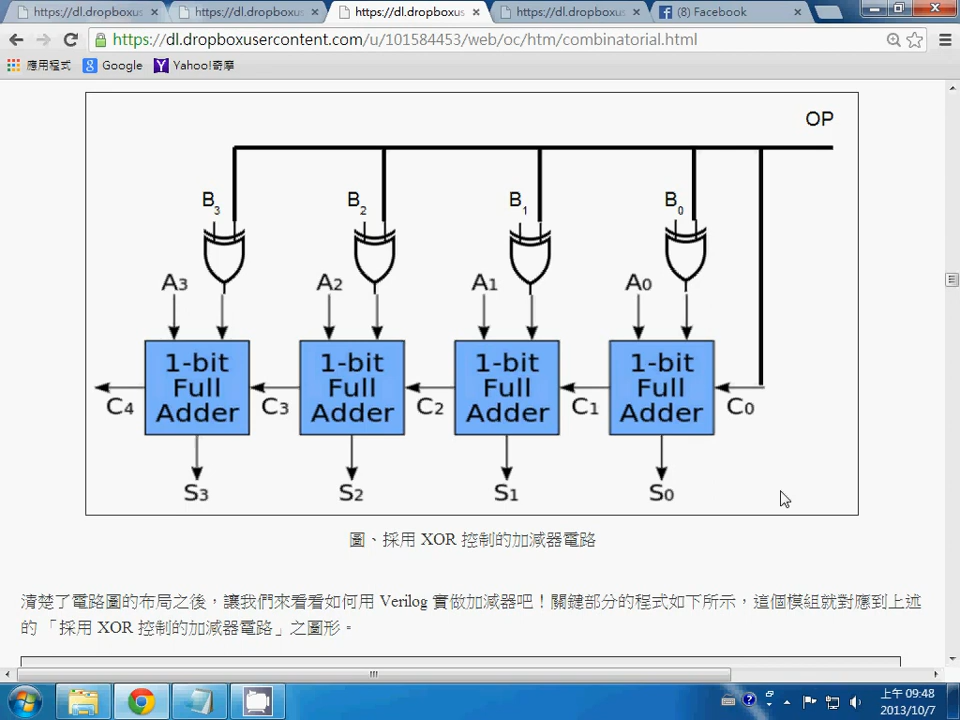 https://dl.dropboxus
https://dl.dropboxus
https://dl.dropboxus
https://dl.dropboxus
(8) Facebook
https://dl.dropboxusercontent.com/u/101584453/web/oc/htm/combinatorial.html
應用程式 Google Yahoo!奇摩
OP
B3 B2 B1 B0
A3 A2 A1 A0
1-bit Full Adder
1-bit Full Adder
1-bit Full Adder
1-bit Full Adder
C4 C3 C2 C1 C0
S3 S2 S1 S0
圖、採用 XOR 控制的加減器電路
清楚了電路圖的布局之後，讓我們來看看如何用 Verilog 實做加減器吧！關鍵部分的程式如下所示，這個模組就對應到上述
的 「採用 XOR 控制的加減器電路」之圖形。
上午 09:48
2013/10/7